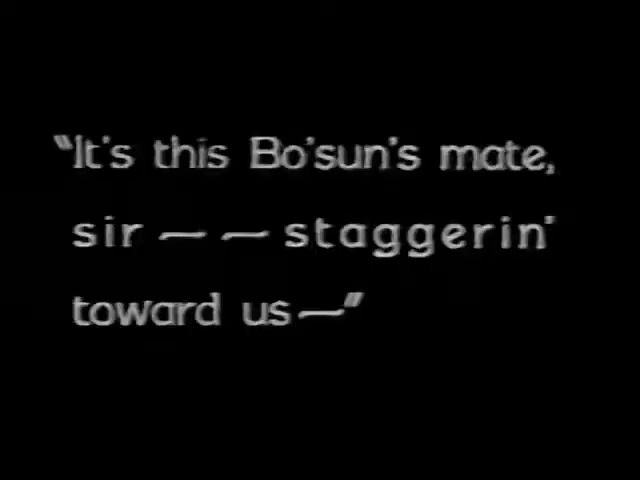 "It's this Bo'sun's mate,
sir — — staggerin'
toward us—"